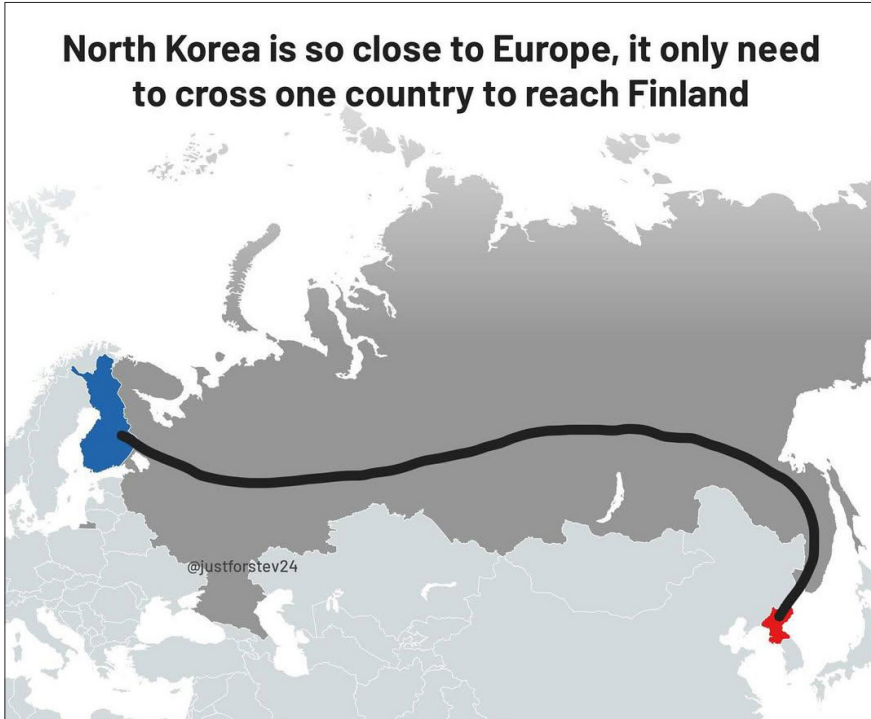 North Korea is so close to Europe, it only need
to cross one country to reach Finland
@justforstev24